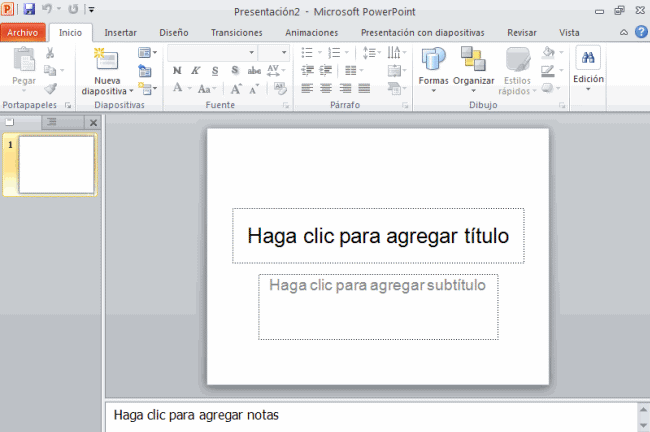 Presentación2 - Microsoft PowerPoint
Archivo Inicio Insertar Diseño Transiciones Animaciones Presentación con diapositivas Revisar Vista
Pegar
Nueva diapositiva
N K S S abc AV
A Aa A A
Formas Organizar Estilos rápidos
Edición
Portapapeles Diapositivas Fuente Párrafo Dibujo
1
Haga clic para agregar título
Haga clic para agregar subtítulo
Haga clic para agregar notas